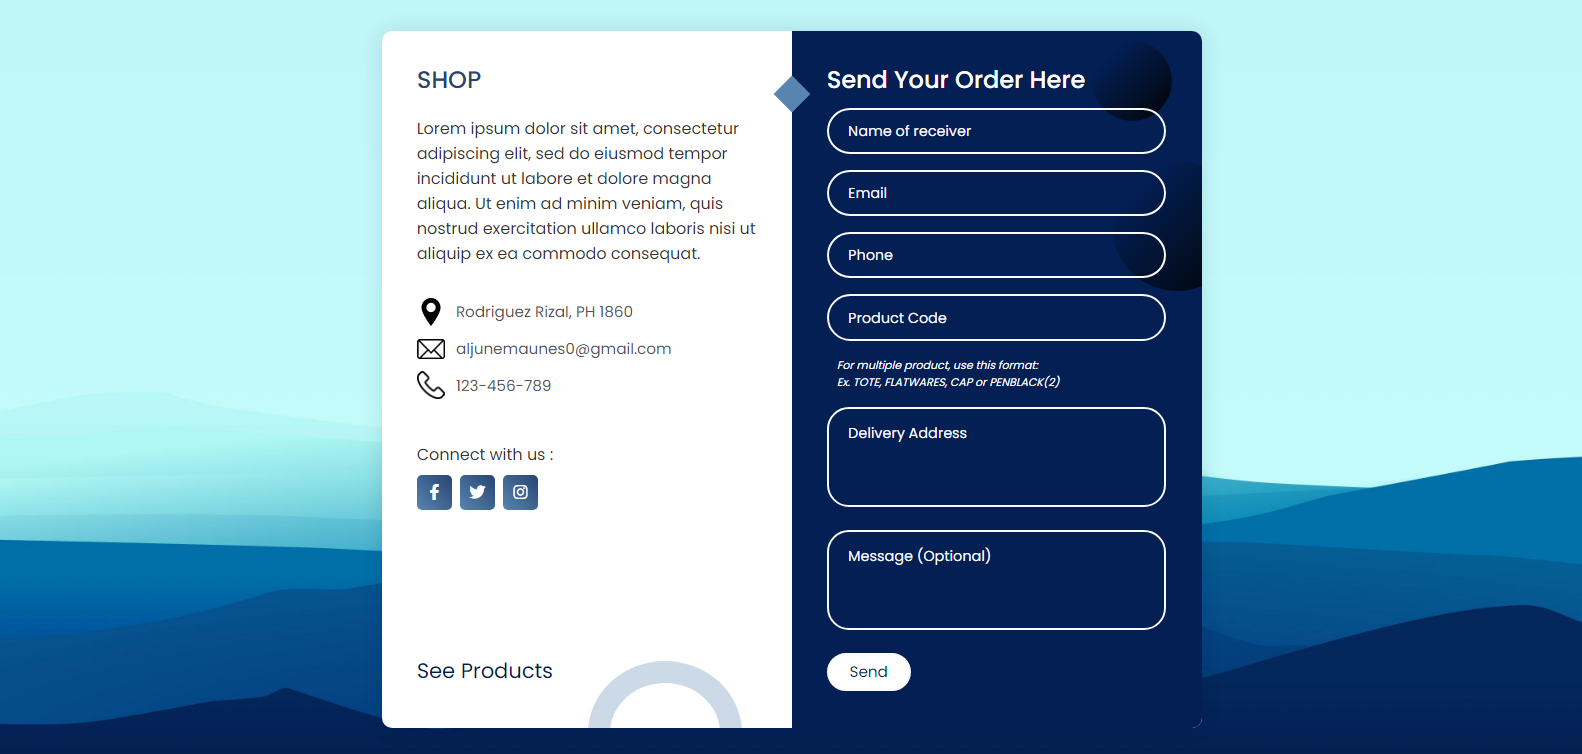 SHOP
Lorem ipsum dolor sit amet, consectetur
adipiscing elit, sed do eiusmod tempor
incididunt ut labore et dolore magna
aliqua. Ut enim ad minim veniam, quis
nostrud exercitation ullamco laboris nisi ut
aliquip ex ea commodo consequat.
Rodriguez Rizal, PH 1860
aljunemaunes0@gmail.com
123-456-789
Connect with us :
See Products
Send Your Order Here
Name of receiver
Email
Phone
Product Code
For multiple product, use this format:
Ex. TOTE, FLATWARES, CAP or PENBLACK(2)
Delivery Address
Message (Optional)
Send